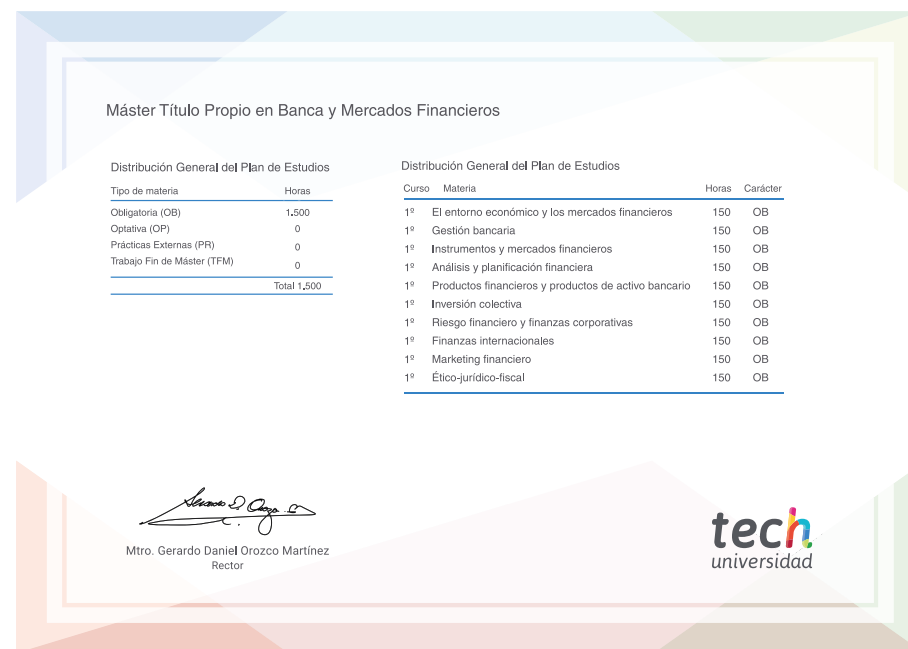 Máster Título Propio en Banca y Mercados Financieros
Distribución General del Plan de Estudios
Tipo de materia Horas
Obligatoria (OB) 1.500
Optativa (OP) 0
Prácticas Externas (PR) 0
Trabajo Fin de Máster (TFM) 0
Total 1.500
Distribución General del Plan de Estudios
Curso Materia Horas Carácter
1º El entorno económico y los mercados financieros 150 OB
1º Gestión bancaria 150 OB
1º Instrumentos y mercados financieros 150 OB
1º Análisis y planificación financiera 150 OB
1º Productos financieros y productos de activo bancario 150 OB
1º Inversión colectiva 150 OB
1º Riesgo financiero y finanzas corporativas 150 OB
1º Finanzas internacionales 150 OB
1º Marketing financiero 150 OB
1º Ético-jurídico-fiscal 150 OB
Mtro. Gerardo Daniel Orozco Martínez
Rector
tech
universidad